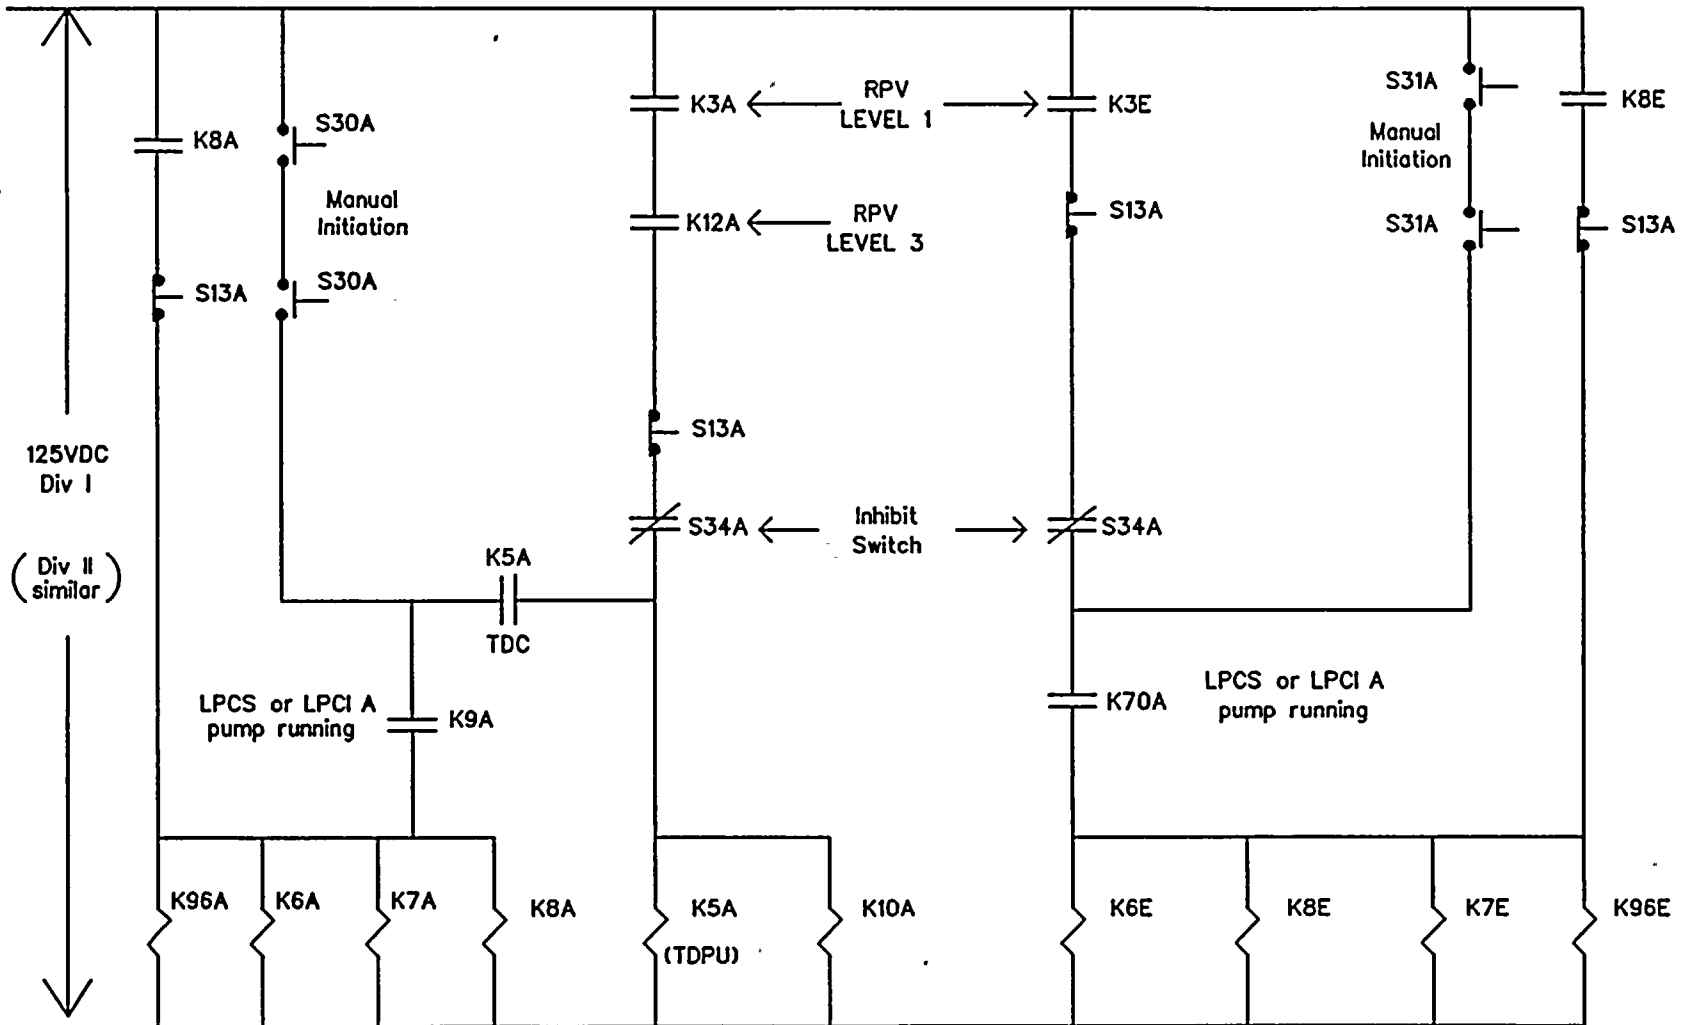 K3A
RPV
LEVEL 1
K3E
S31A
K8E
K8A
S30A
Manual
Initiation
Manual
Initiation
K12A
RPV
LEVEL 3
S13A
S31A
S13A
S13A
S30A
S13A
125VDC
Div I
S34A
Inhibit
Switch
S34A
(Div II
similar)
K5A
TDC
LPCS or LPCI A
pump running
K9A
K70A
LPCS or LPCI A
pump running
K96A
K6A
K7A
K8A
K5A
(TDPU)
K10A
K6E
K8E
K7E
K96E